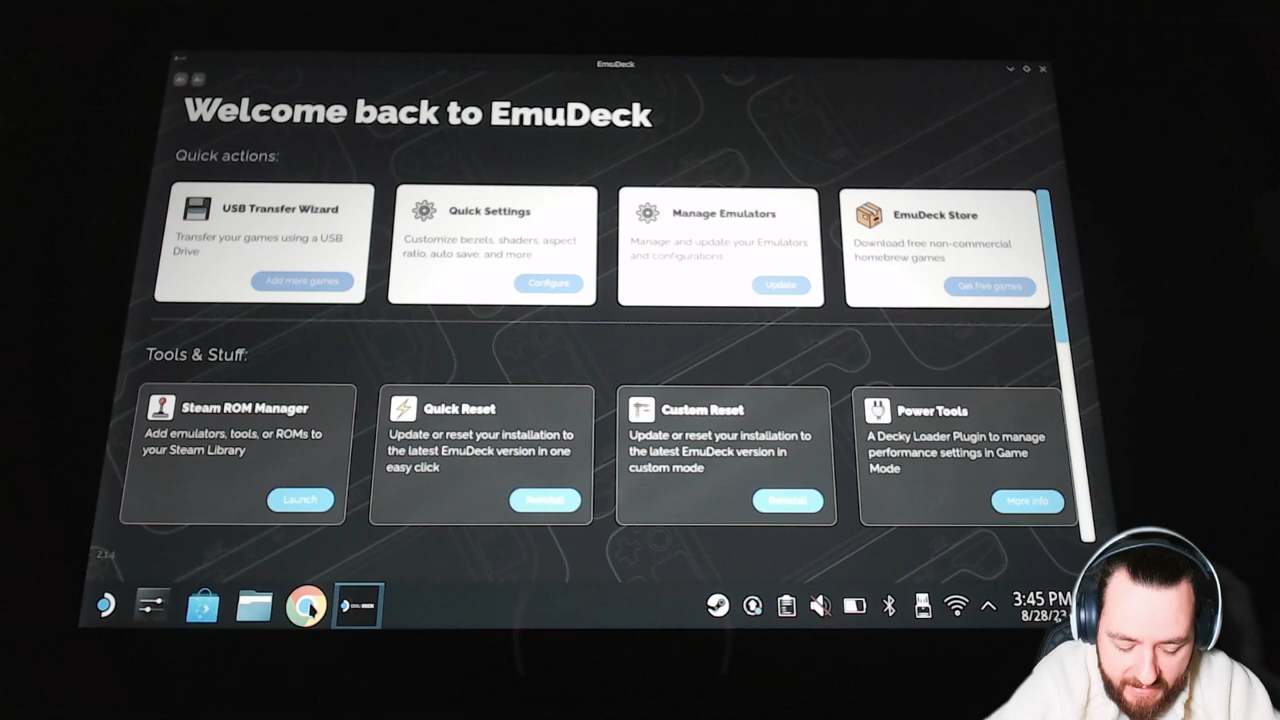 EmuDeck
Welcome back to EmuDeck
Quick actions:
USB Transfer Wizard
Transfer your games using a USB
Drive
Add more games
Quick Settings
Customize bezels, shaders, aspect
ratio, auto save, and more
Configure
Manage Emulators
Manage and update your Emulators
and configurations
Update
EmuDeck Store
Download free non-commercial
homebrew games
Get free games
Tools & Stuff:
Steam ROM Manager
Add emulators, tools, or ROMs to
your Steam Library
Launch
Quick Reset
Update or reset your installation to
the latest EmuDeck version in one
easy click
Reinstall
Custom Reset
Update or reset your installation to
the latest EmuDeck version in
custom mode
Reinstall
Power Tools
A Decky Loader Plugin to manage
performance settings in Game
Mode
More info
EMU DECK
3:45 PM
8/28/23